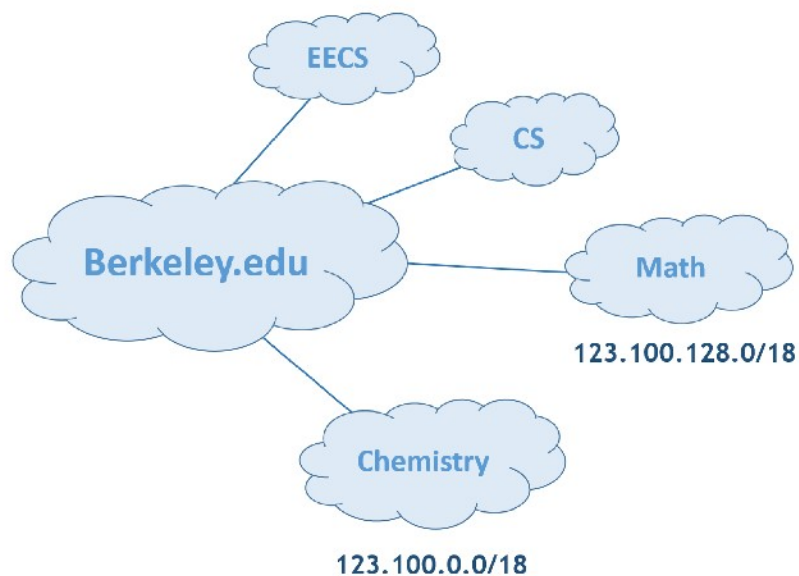 EECS
CS
Berkeley.edu
Math
123.100.128.0/18
Chemistry
123.100.0.0/18